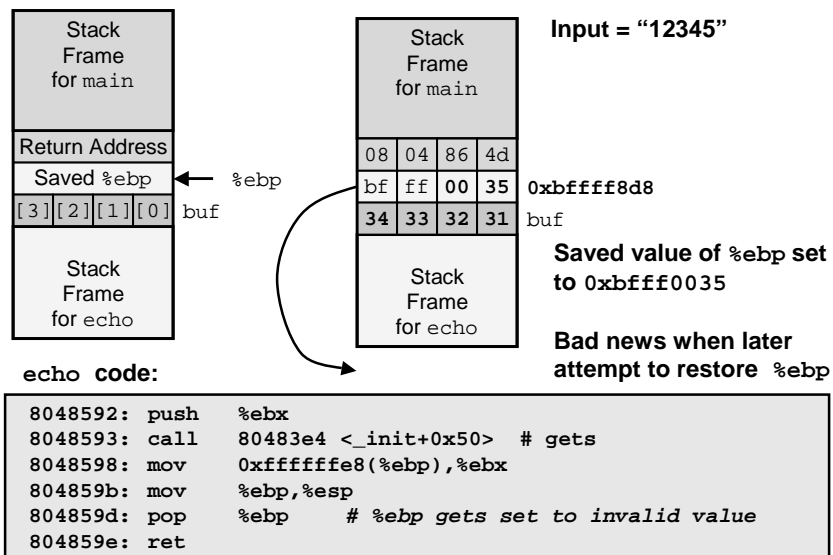 Stack
Frame
for main
Return Address
Saved %ebp
%ebp
[3][2][1][0] buf
Stack
Frame
for echo
Stack
Frame
for main
08 04 86 4d
bf ff 00 35 0xbffff8d8
34 33 32 31 buf
Stack
Frame
for echo
Input = “12345”
Saved value of %ebp set
to 0xbfff0035
Bad news when later
attempt to restore %ebp
echo code:
8048592: push %ebx
8048593: call 80483e4 <_init+0x50> # gets
8048598: mov 0xffffffe8(%ebp),%ebx
804859b: mov %ebp,%esp
804859d: pop %ebp # %ebp gets set to invalid value
804859e: ret